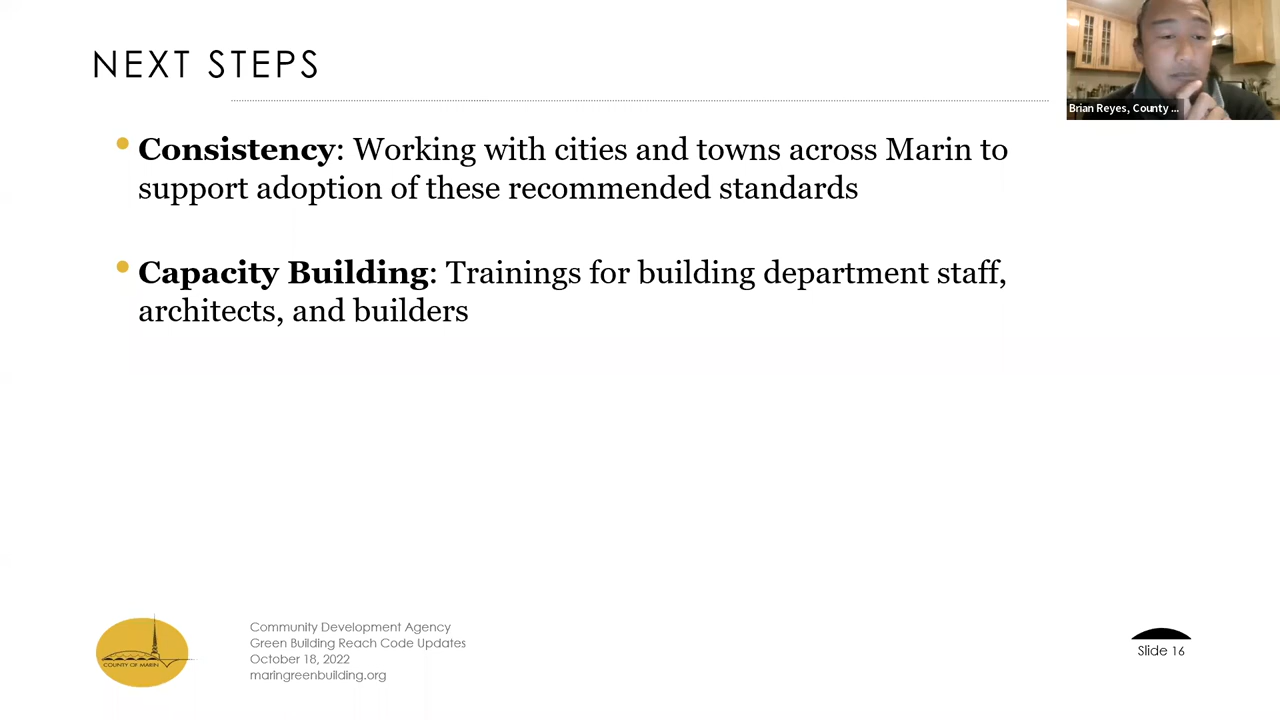 NEXT STEPS
Brian Reyes, County ...
• Consistency: Working with cities and towns across Marin to
support adoption of these recommended standards
• Capacity Building: Trainings for building department staff,
architects, and builders
COUNTY OF MARIN
Community Development Agency
Green Building Reach Code Updates
October 18, 2022
maringreenbuilding.org
Slide 16